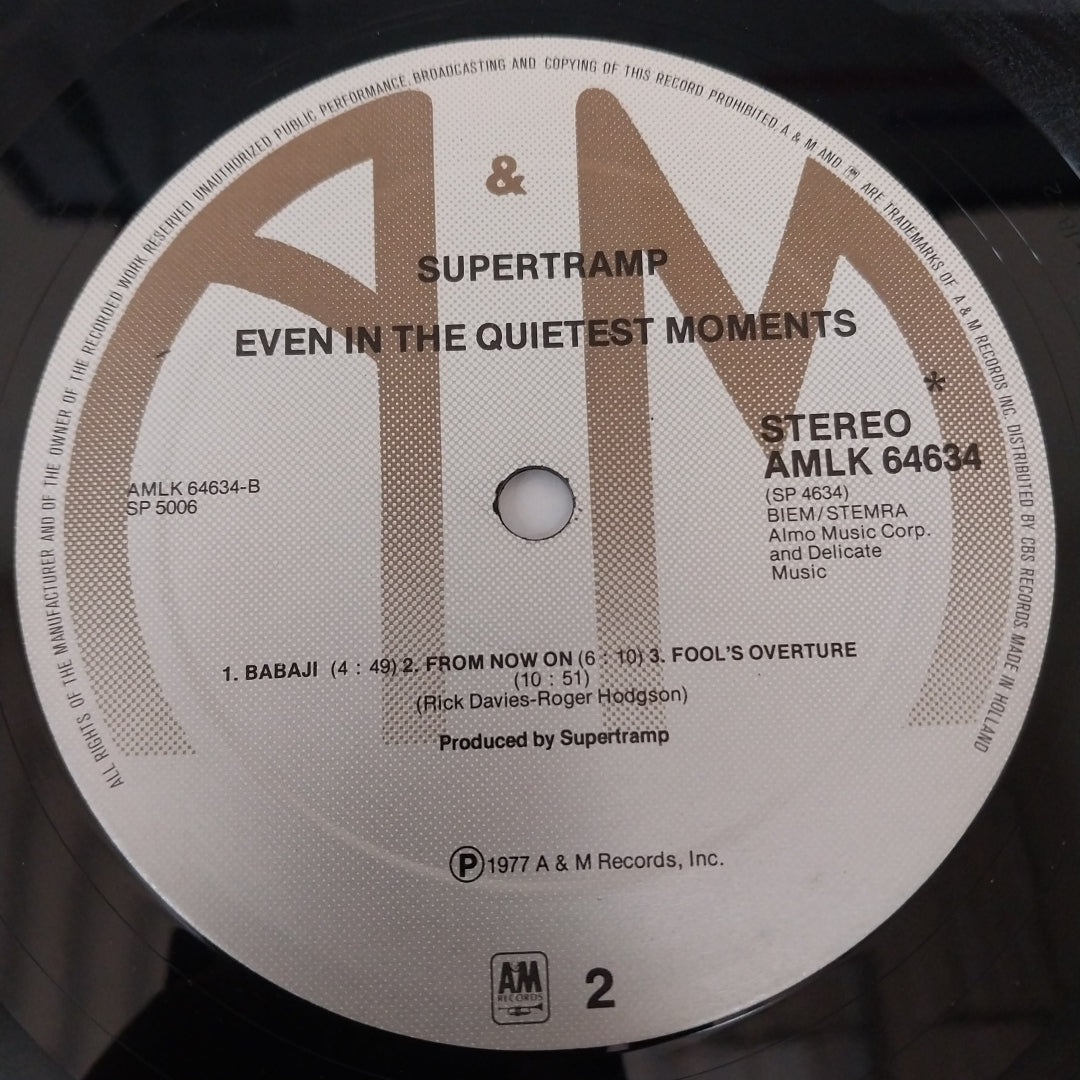 ALL RIGHTS OF THE MANUFACTURER AND OF THE OWNER OF THE RECORDED WORK RESERVED UNAUTHORIZED PUBLIC PERFORMANCE, BROADCASTING AND COPYING OF THIS RECORD PROHIBITED A & M AND ARE TRADEMARKS OF A & M RECORDS INC. DISTRIBUTED BY CBS RECORDS MADE IN HOLLAND
A & M
SUPERTRAMP
EVEN IN THE QUIETEST MOMENTS
*
STEREO
AMLK 64634
(SP 4634)
BIEM/STEMRA
Almo Music Corp.
and Delicate
Music
AMLK 64634-B
SP 5006
1. BABAJI (4 : 49) 2. FROM NOW ON (6 : 10) 3. FOOL'S OVERTURE
(10 : 51)
(Rick Davies-Roger Hodgson)
Produced by Supertramp
Ⓟ 1977 A & M Records, Inc.
A&M
RECORDS
2